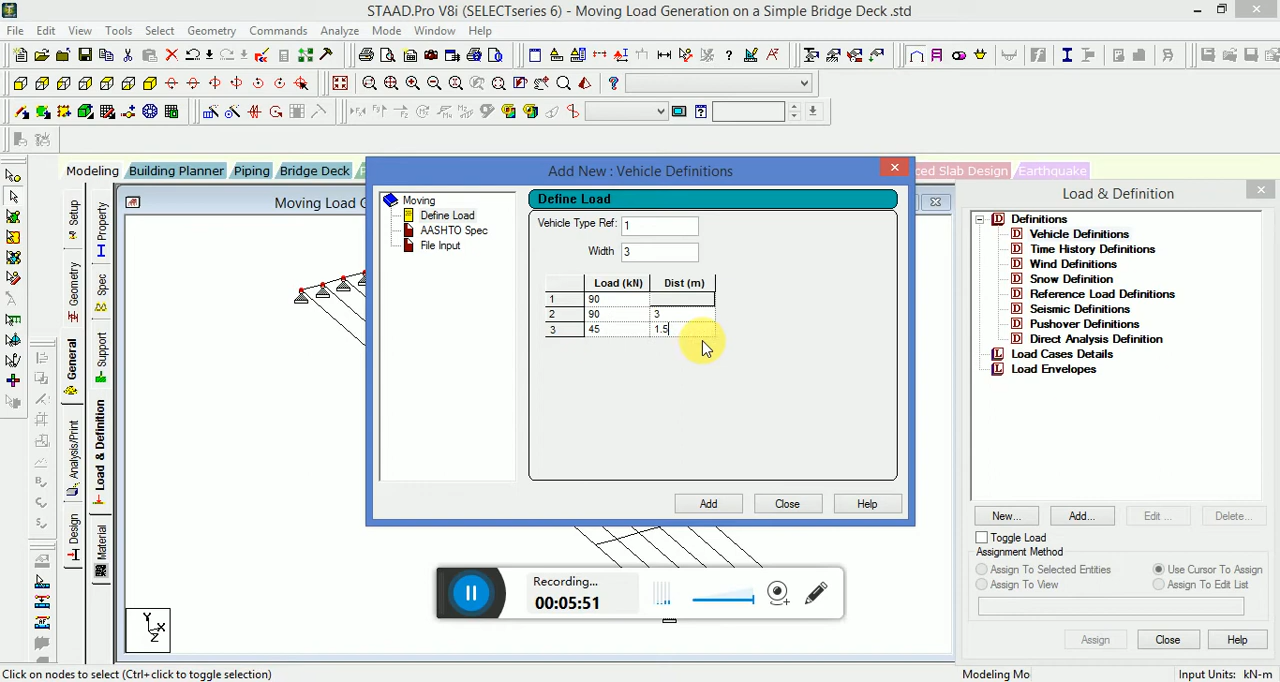 STAAD.Pro V8i (SELECTseries 6) - Moving Load Generation on a Simple Bridge Deck .std
File Edit View Tools Select Geometry Commands Analyze Mode Window Help
Modeling Building Planner Piping Bridge Deck
ced Slab Design Earthquake
Moving Load G
Setup
Geometry
General
Analysis/Print
Design
Property
Spec
Support
Load & Definition
Material
Add New : Vehicle Definitions
Moving
Define Load
AASHTO Spec
File Input
Define Load
Vehicle Type Ref: 1
Width 3
Load (kN) Dist (m)
1 90
2 90 3
3 45 1.5
Add Close Help
Recording...
00:05:51
Y
X
Z
Load & Definition
Definitions
Vehicle Definitions
Time History Definitions
Wind Definitions
Snow Definition
Reference Load Definitions
Seismic Definitions
Pushover Definitions
Direct Analysis Definition
Load Cases Details
Load Envelopes
New... Add... Edit ... Delete...
Toggle Load
Assignment Method
Assign To Selected Entities Use Cursor To Assign
Assign To View Assign To Edit List
Assign Close Help
Click on nodes to select (Ctrl+click to toggle selection) Modeling Mo Input Units: kN-m